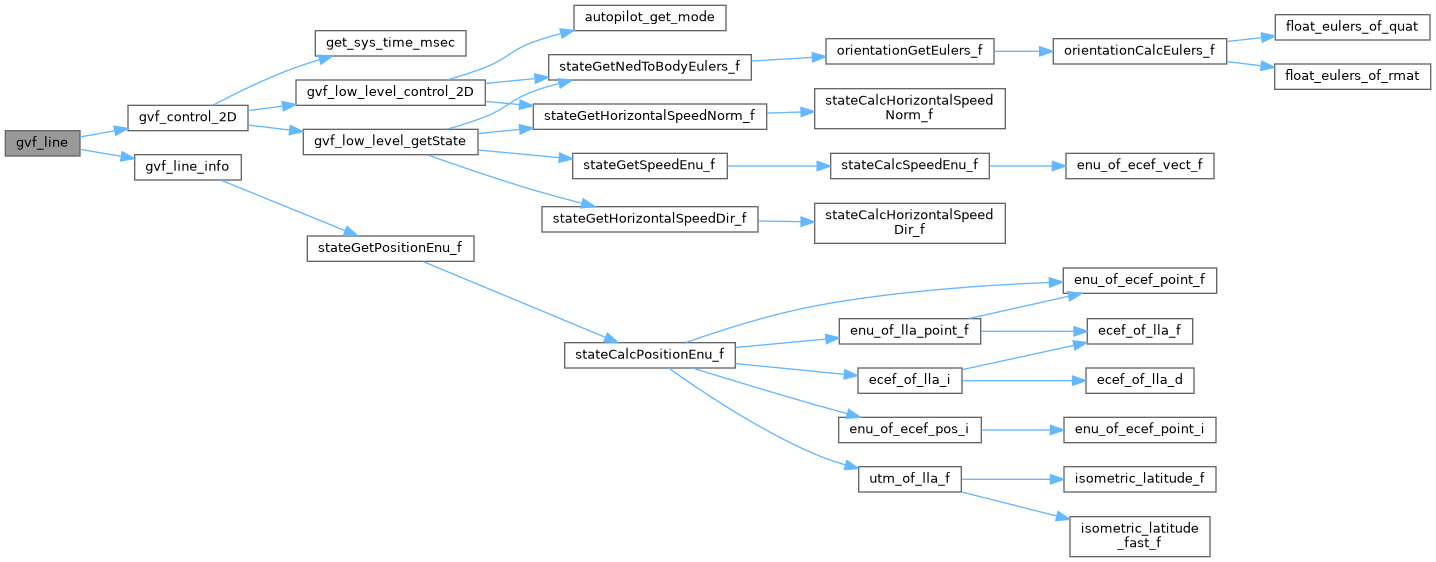 gvf_line
gvf_control_2D
gvf_line_info
get_sys_time_msec
gvf_low_level_control_2D
gvf_low_level_getState
stateGetPositionEnu_f
autopilot_get_mode
stateGetNedToBodyEulers_f
stateGetHorizontalSpeedNorm_f
stateGetSpeedEnu_f
stateGetHorizontalSpeedDir_f
stateCalcPositionEnu_f
orientationGetEulers_f
stateCalcHorizontalSpeed
Norm_f
stateCalcSpeedEnu_f
stateCalcHorizontalSpeed
Dir_f
enu_of_lla_point_f
ecef_of_lla_i
enu_of_ecef_pos_i
utm_of_lla_f
orientationCalcEulers_f
enu_of_ecef_vect_f
enu_of_ecef_point_f
ecef_of_lla_f
ecef_of_lla_d
enu_of_ecef_point_i
isometric_latitude_f
isometric_latitude
_fast_f
float_eulers_of_quat
float_eulers_of_rmat